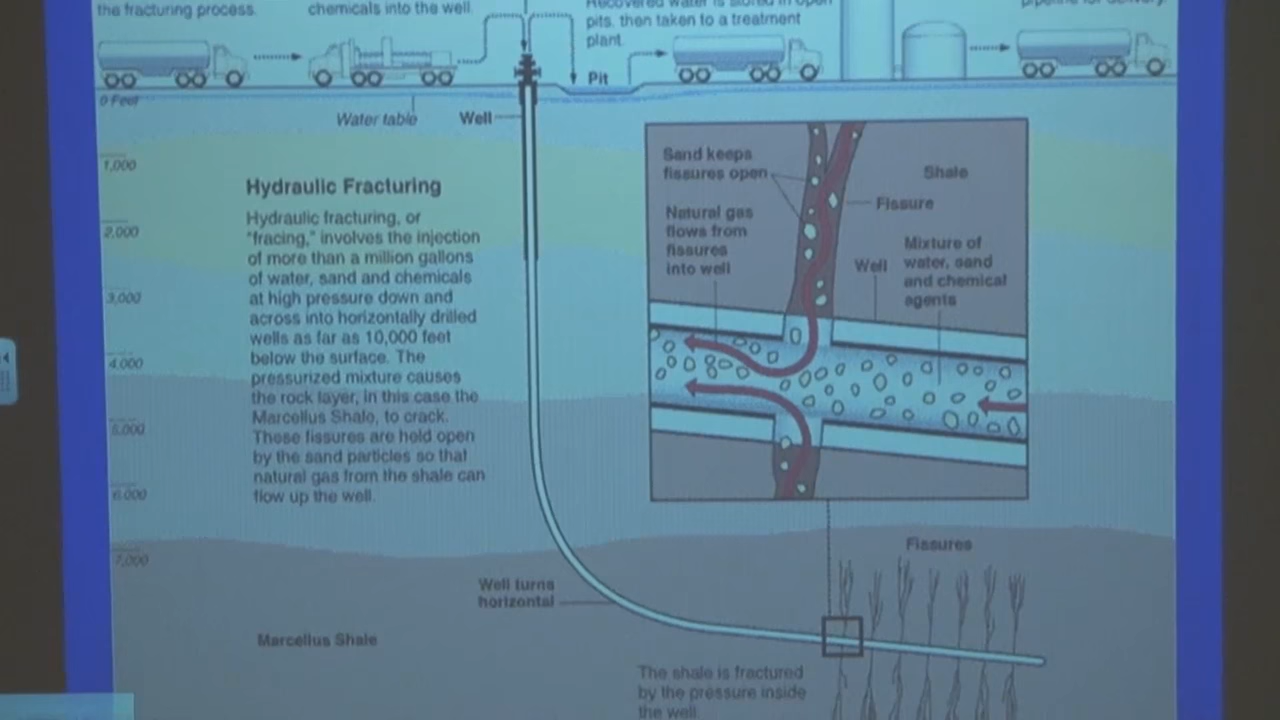 the fracturing process.
chemicals into the well.
Recovered water is stored in open
pits, then taken to a treatment
plant.
pipeline for delivery.
Pit
0 Feet
Water table
Well
1,000
2,000
3,000
4,000
5,000
6,000
7,000
Hydraulic Fracturing
Hydraulic fracturing, or
"fracing," involves the injection
of more than a million gallons
of water, sand and chemicals
at high pressure down and
across into horizontally drilled
wells as far as 10,000 feet
below the surface. The
pressurized mixture causes
the rock layer, in this case the
Marcellus Shale, to crack.
These fissures are held open
by the sand particles so that
natural gas from the shale can
flow up the well.
Sand keeps
fissures open
Shale
Fissure
Natural gas
flows from
fissures
into well
Well
Mixture of
water, sand
and chemical
agents
Fissures
Well turns
horizontal
Marcellus Shale
The shale is fractured
by the pressure inside
the well.